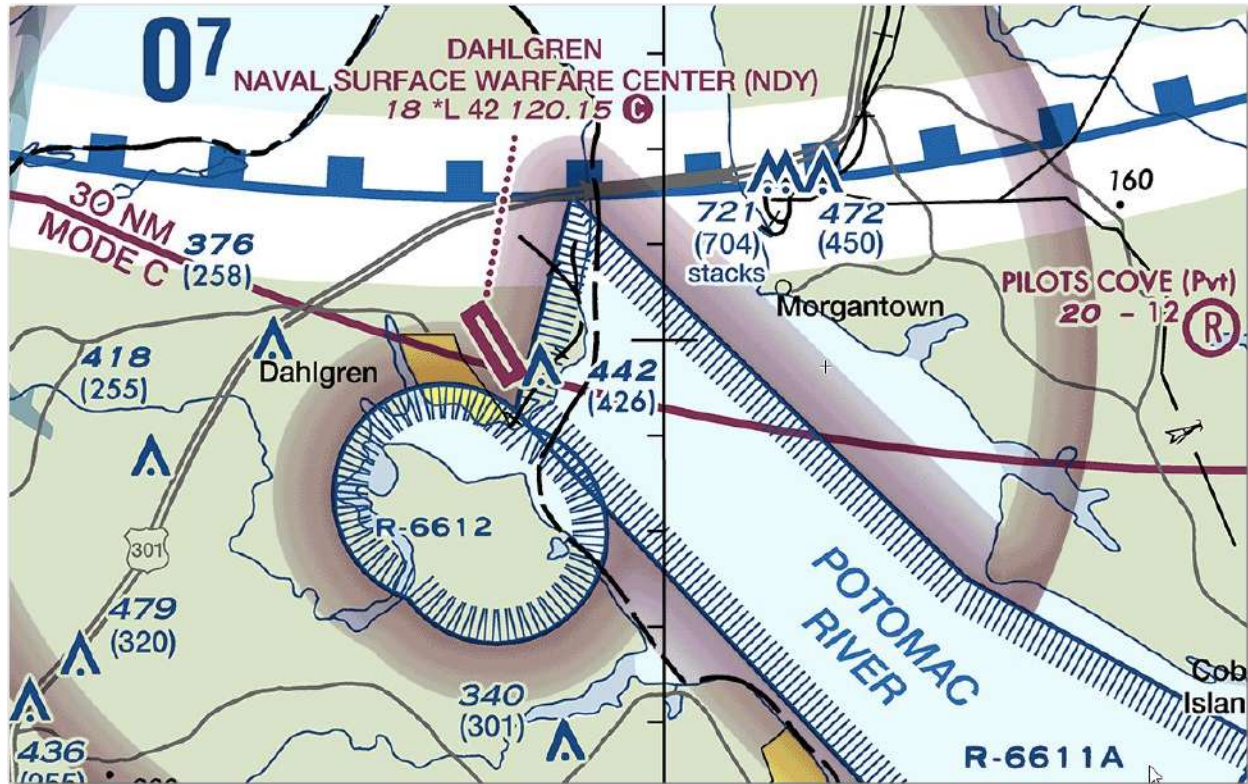 07
DAHLGREN
NAVAL SURFACE WARFARE CENTER (NDY)
18 *L 42 120.15 C
30 NM
MODE C
376
(258)
721
(704)
stacks
472
(450)
160
PILOTS COVE (Pvt)
20 - 12 R
Morgantown
418
(255)
Dahlgren
442
(426)
R-6612
301
479
(320)
POTOMAC
RIVER
340
(301)
Cob
Islan
436
(255)
R-6611A